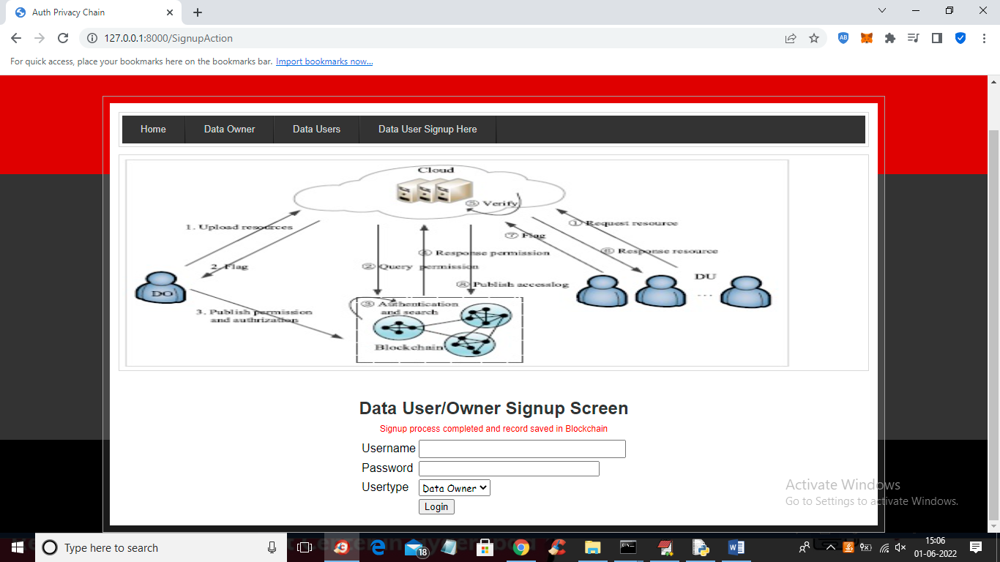 Auth Privacy Chain
127.0.0.1:8000/SignupAction
For quick access, place your bookmarks here on the bookmarks bar. Import bookmarks now...
Home Data Owner Data Users Data User Signup Here
Cloud
⑤ Verify
1. Upload resources
① Request resource
⑦ Flag
④ Response permission
⑥ Response resource
2. Flag
② Query permission
DU
⑧ Publish accesslog
...
DO
③ Authentication
and search
3. Publish permission
and authrization
Blockchain
Data User/Owner Signup Screen
Signup process completed and record saved in Blockchain
Username
Password
Usertype Data Owner
Login
Activate Windows
Go to Settings to activate Windows.
Type here to search
18
15:06
01-06-2022